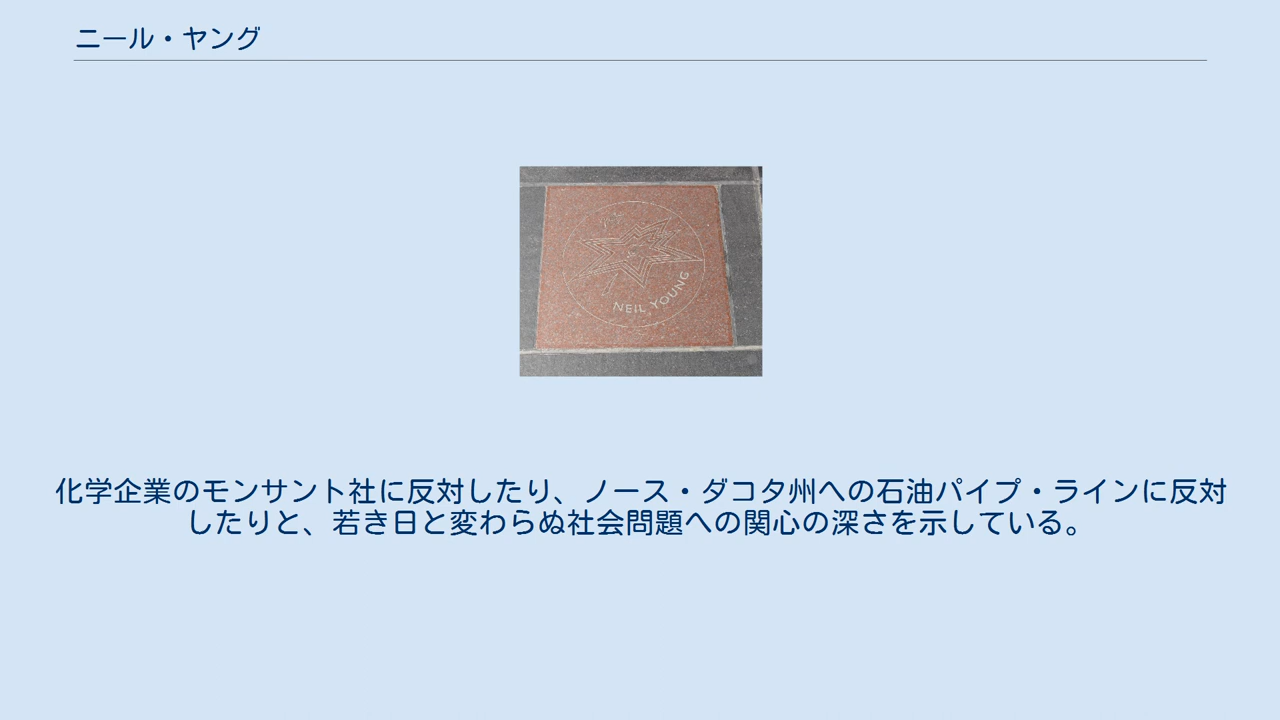 ニール・ヤング
NEIL YOUNG
化学企業のモンサント社に反対したり、ノース・ダコタ州への石油パイプ・ラインに反対
したりと、若き日と変わらぬ社会問題への関心の深さを示している。